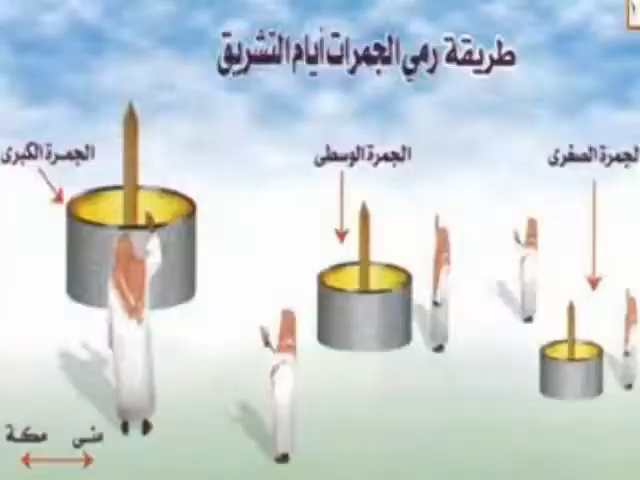 طريقة رمي الجمرات أيام التشريق
الجمرة الصغرى
الجمرة الوسطى
الجمرة الكبرى
منى
مكة